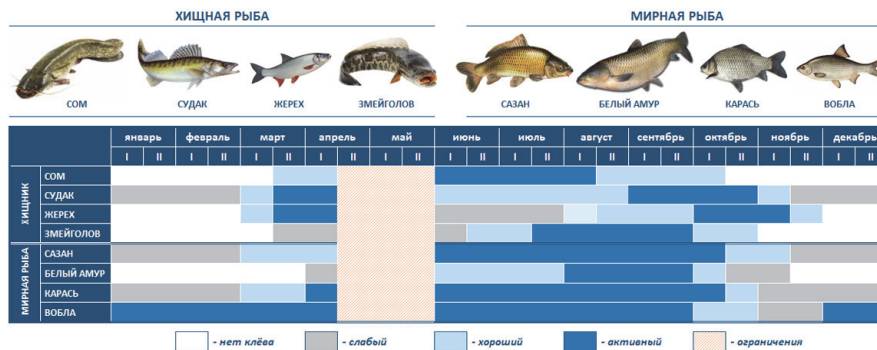 ХИЩНАЯ РЫБА МИРНАЯ РЫБА
СОМ СУДАК ЖЕРЕХ ЗМЕЕГОЛОВ САЗАН БЕЛЫЙ АМУР КАРАСЬ ВОБЛА
январь февраль март апрель май июнь июль август сентябрь октябрь ноябрь декабрь
I II I II I II I II I II I II I II I II I II I II I II I II
ХИЩНИК
СОМ
СУДАК
ЖЕРЕХ
ЗМЕЙГОЛОВ
МИРНАЯ РЫБА
САЗАН
БЕЛЫЙ АМУР
КАРАСЬ
ВОБЛА
- нет клёва - слабый - хороший - активный - ограничения